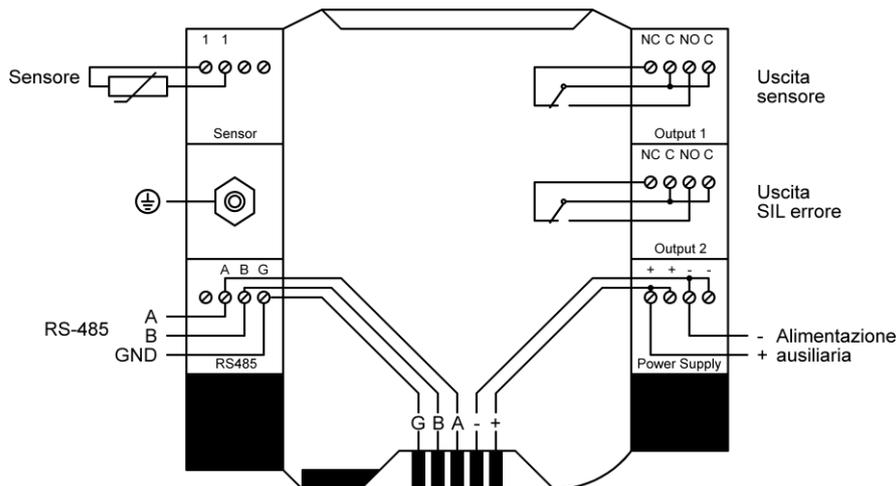 1 1
Sensore
Sensor
A B G
A
RS-485
B
GND
RS485
NC C NO C
Uscita
sensore
Output 1
NC C NO C
Uscita
SIL errore
Output 2
+ + - -
- Alimentazione
+ ausiliaria
Power Supply
G B A - +